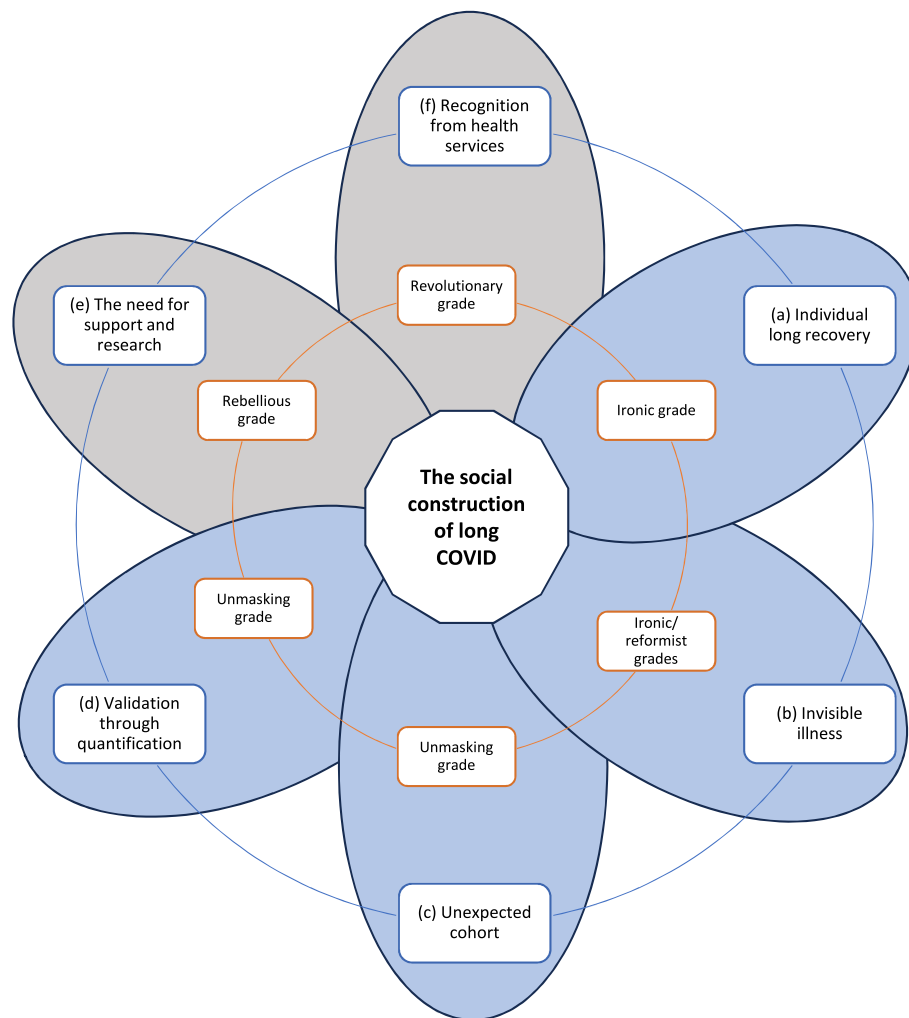 (f) Recognition
from health
services
Revolutionary
grade
(e) The need for
support and
research
Rebellious
grade
(a) Individual
long recovery
Ironic grade
The social
construction
of long
COVID
Unmasking
grade
Ironic/
reformist
grades
(d) Validation
through
quantification
(b) Invisible
illness
Unmasking
grade
(c) Unexpected
cohort